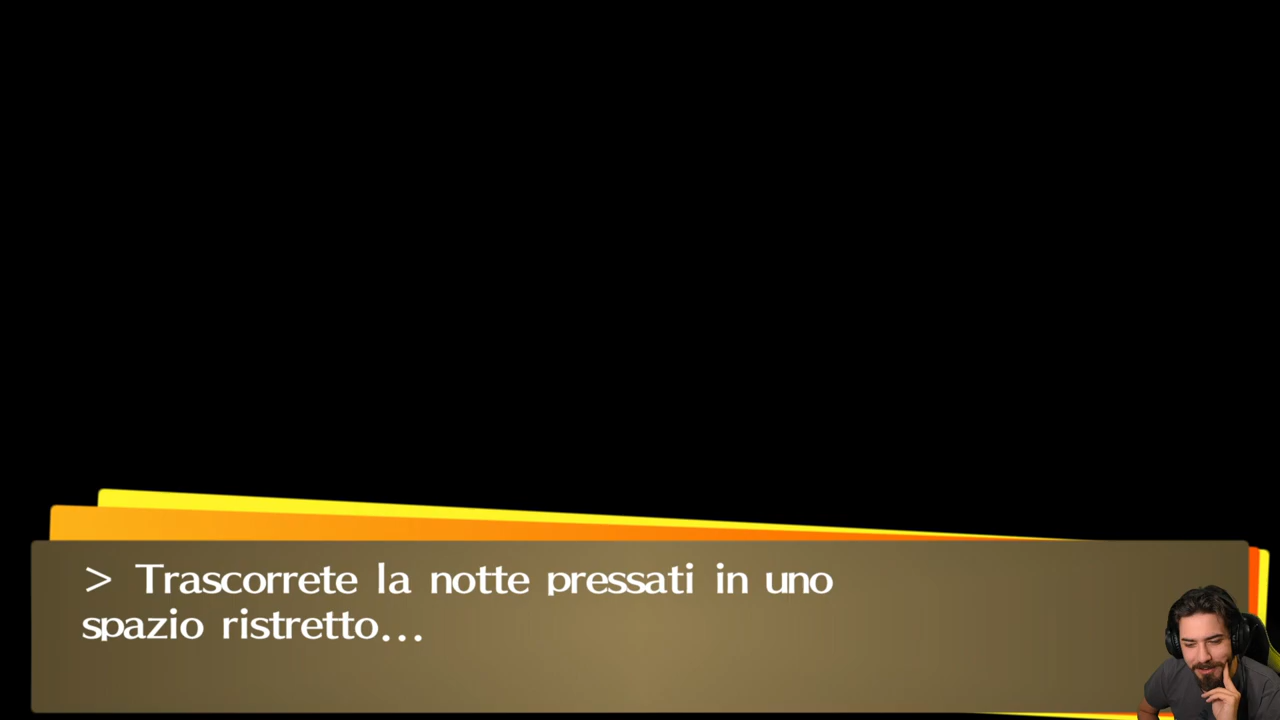 > Trascorrete la notte pressati in uno
spazio ristretto...